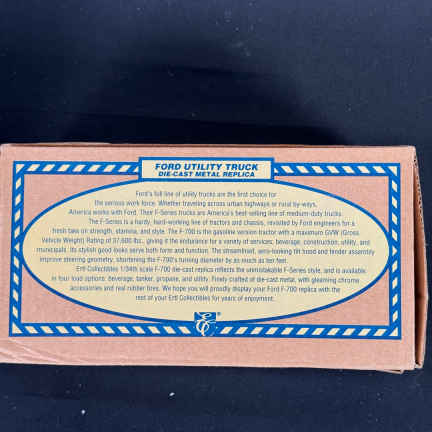 FORD UTILITY TRUCK
DIE-CAST METAL REPLICA
Ford's full line of utility trucks are the first choice for
the serious work force. Whether traveling across urban highways or rural by-ways,
America works with Ford. Their F-Series trucks are America's best-selling line of medium-duty trucks.
The F-Series is a hardy, hard-working line of tractors and chassis, revisited by Ford engineers for a
fresh take on strength, stamina, and style. The F-700 is the gasoline version tractor with a maximum GVW (Gross
Vehicle Weight) Rating of 37,600 lbs., giving it the endurance for a variety of services; beverage, construction, utility, and
municipals. Its stylish good looks serve both form and function. The streamlined, aero-looking tilt hood and fender assembly
improve steering geometry, shortening the F-700's turning diameter by as much as ten feet.
Ertl Collectibles 1/34th scale F-700 die-cast replica reflects the unmistakable F-Series style, and is available
in four load options: beverage, tanker, propane, and utility. Finely crafted of die-cast metal, with gleaming chrome
accessories and real rubber tires. We hope you will proudly display your Ford F-700 replica with the
rest of your Ertl Collectibles for years of enjoyment.
EC®